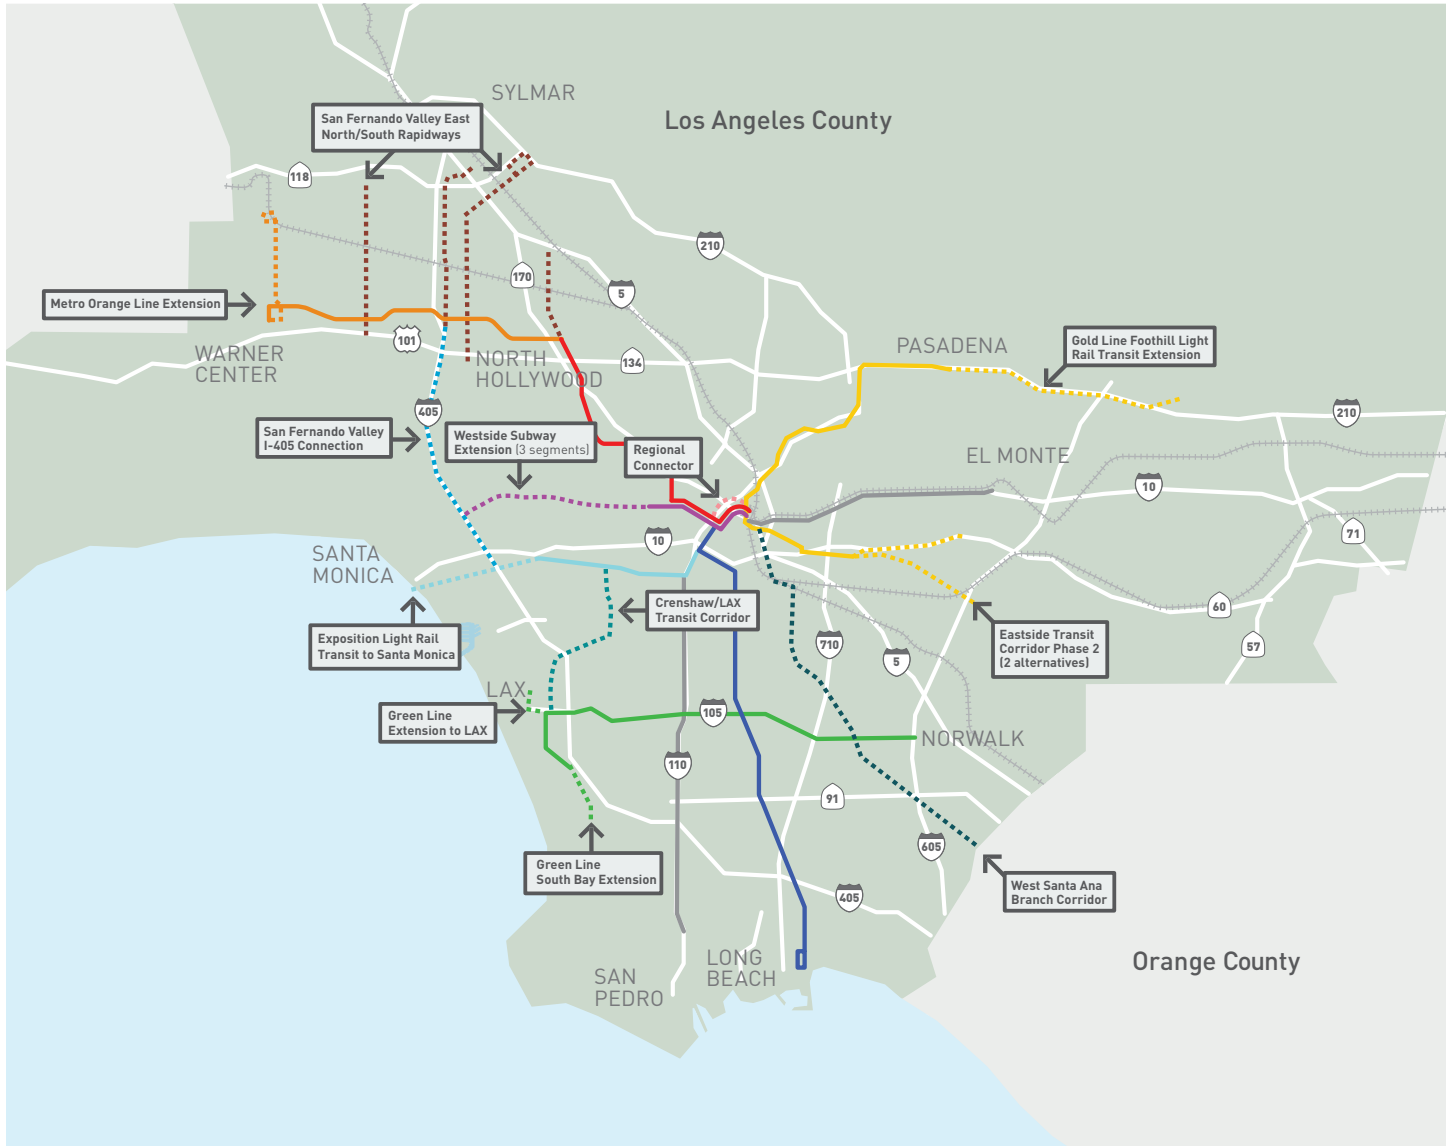 SYLMAR
San Fernando Valley East
North/South Rapidways
Los Angeles County
118
210
170
5
Metro Orange Line Extension
101
WARNER
CENTER
NORTH
HOLLYWOOD
134
PASADENA
Gold Line Foothill Light
Rail Transit Extension
405
210
San Fernando Valley
I-405 Connection
Westside Subway
Extension (3 segments)
Regional
Connector
EL MONTE
10
10
71
SANTA
MONICA
Crenshaw/LAX
Transit Corridor
60
Exposition Light Rail
Transit to Santa Monica
710
5
Eastside Transit
Corridor Phase 2
(2 alternatives)
57
LAX
Green Line
Extension to LAX
105
NORWALK
110
91
605
Green Line
South Bay Extension
405
West Santa Ana
Branch Corridor
SAN
PEDRO
LONG
BEACH
Orange County